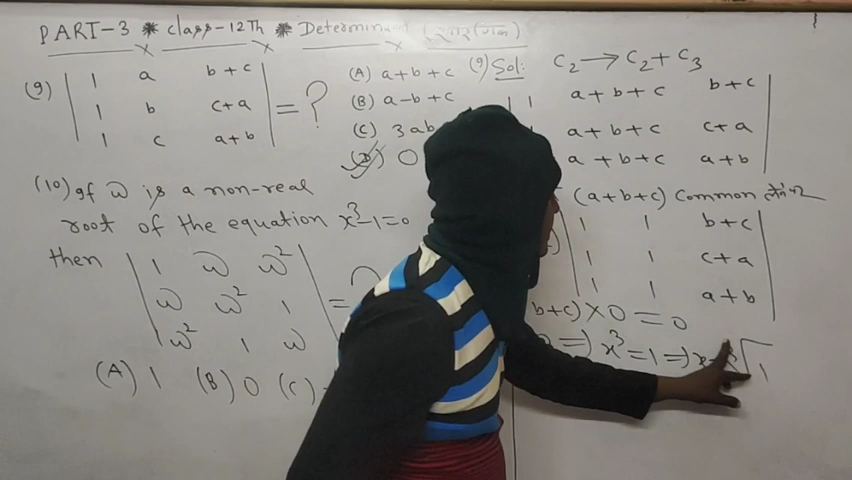 PART-3 * class-12Th * Determinant
(9) | 1 a b+c |
| 1 b c+a | = ?
| 1 c a+b |
(A) a+b+c
(B) a-b+c
(C) 3ab
(D) 0
(10) If ω is a non-real
root of the equation x³-1=0
then | 1 ω ω² |
| ω ω² 1 | =
| ω² 1 ω |
(A) 1 (B) 0 (C)
(9) Sol: C₂ → C₂ + C₃
| 1 a+b+c b+c |
a+b+c c+a |
a+b+c a+b |
(a+b+c) Common
| 1 1 b+c |
| 1 1 c+a |
| 1 1 a+b |
b+c) × 0 = 0
⇒ x³ = 1 ⇒ 1